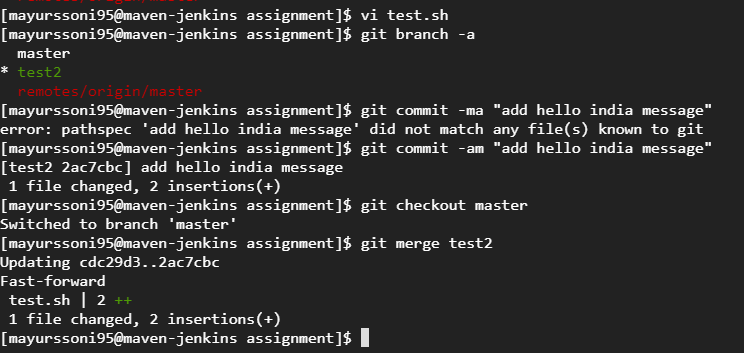 remotes/origin/master
[mayurssoni95@maven-jenkins assignment]$ vi test.sh
[mayurssoni95@maven-jenkins assignment]$ git branch -a
master
* test2
remotes/origin/master
[mayurssoni95@maven-jenkins assignment]$ git commit -ma "add hello india message"
error: pathspec 'add hello india message' did not match any file(s) known to git
[mayurssoni95@maven-jenkins assignment]$ git commit -am "add hello india message"
[test2 2ac7cbc] add hello india message
1 file changed, 2 insertions(+)
[mayurssoni95@maven-jenkins assignment]$ git checkout master
Switched to branch 'master'
[mayurssoni95@maven-jenkins assignment]$ git merge test2
Updating cdc29d3..2ac7cbc
Fast-forward
test.sh | 2 ++
1 file changed, 2 insertions(+)
[mayurssoni95@maven-jenkins assignment]$